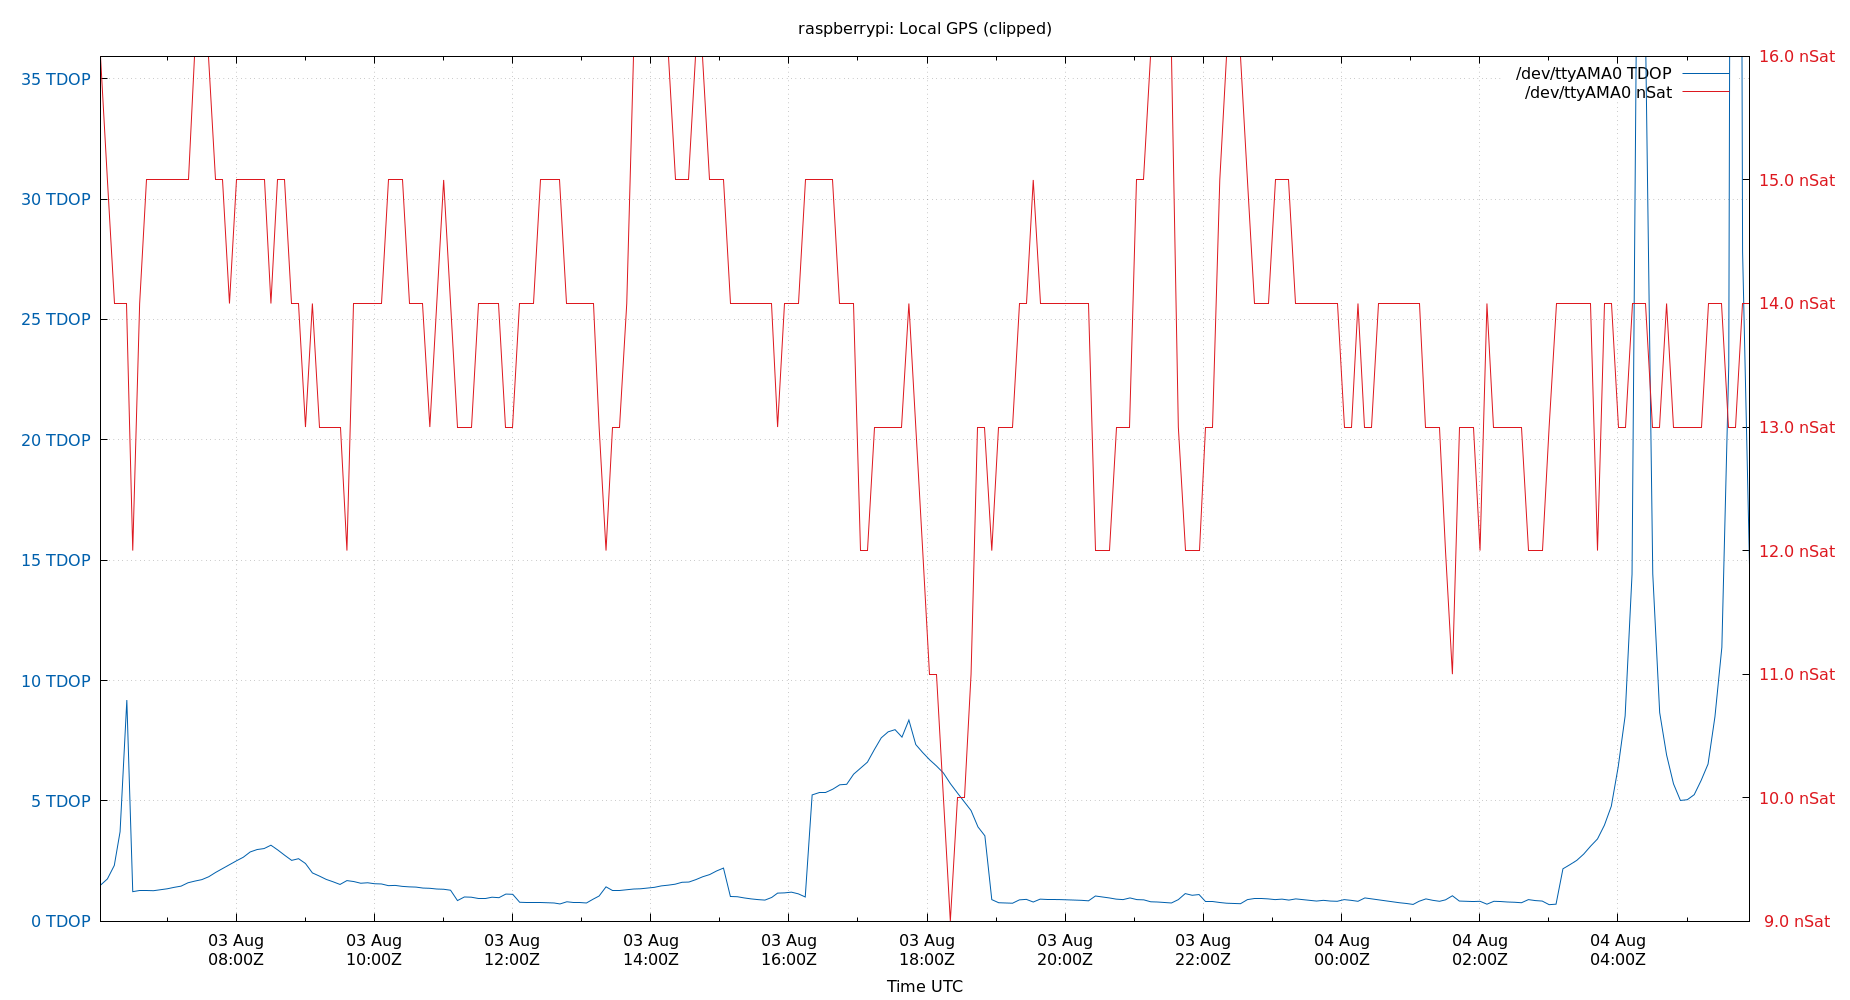 raspberrypi: Local GPS (clipped)
35 TDOP
30 TDOP
25 TDOP
20 TDOP
15 TDOP
10 TDOP
5 TDOP
0 TDOP
/dev/ttyAMA0 TDOP
/dev/ttyAMA0 nSat
16.0 nSat
15.0 nSat
14.0 nSat
13.0 nSat
12.0 nSat
11.0 nSat
10.0 nSat
9.0 nSat
03 Aug
08:00Z
03 Aug
10:00Z
03 Aug
12:00Z
03 Aug
14:00Z
03 Aug
16:00Z
03 Aug
18:00Z
03 Aug
20:00Z
03 Aug
22:00Z
04 Aug
00:00Z
04 Aug
02:00Z
04 Aug
04:00Z
Time UTC